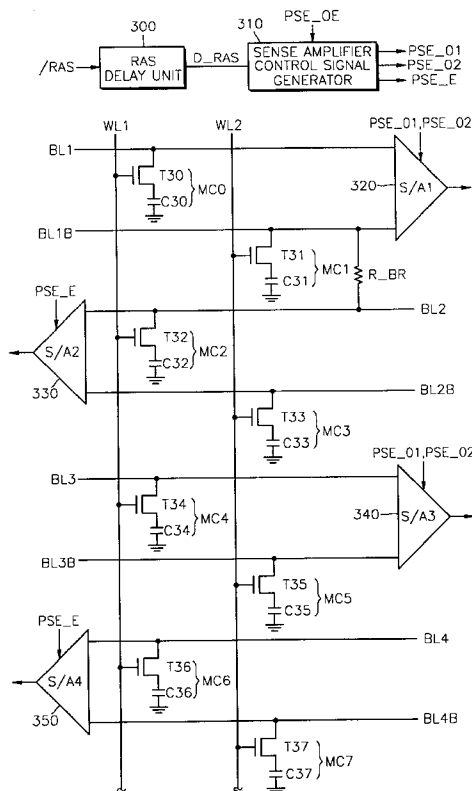 300
310
PSE_OE
/RAS
RAS
DELAY UNIT
D_RAS
SENSE AMPLIFIER
CONTROL SIGNAL
GENERATOR
PSE_01
PSE_02
PSE_E
WL1
WL2
PSE_01,PSE_02
BL1
T30
C30
MC0
320
S/A1
BL1B
T31
C31
MC1
R_BR
PSE_E
BL2
S/A2
T32
C32
MC2
330
BL2B
T33
C33
MC3
PSE_01,PSE_02
BL3
T34
C34
MC4
340
S/A3
BL3B
T35
C35
MC5
PSE_E
BL4
S/A4
T36
C36
MC6
350
BL4B
T37
C37
MC7